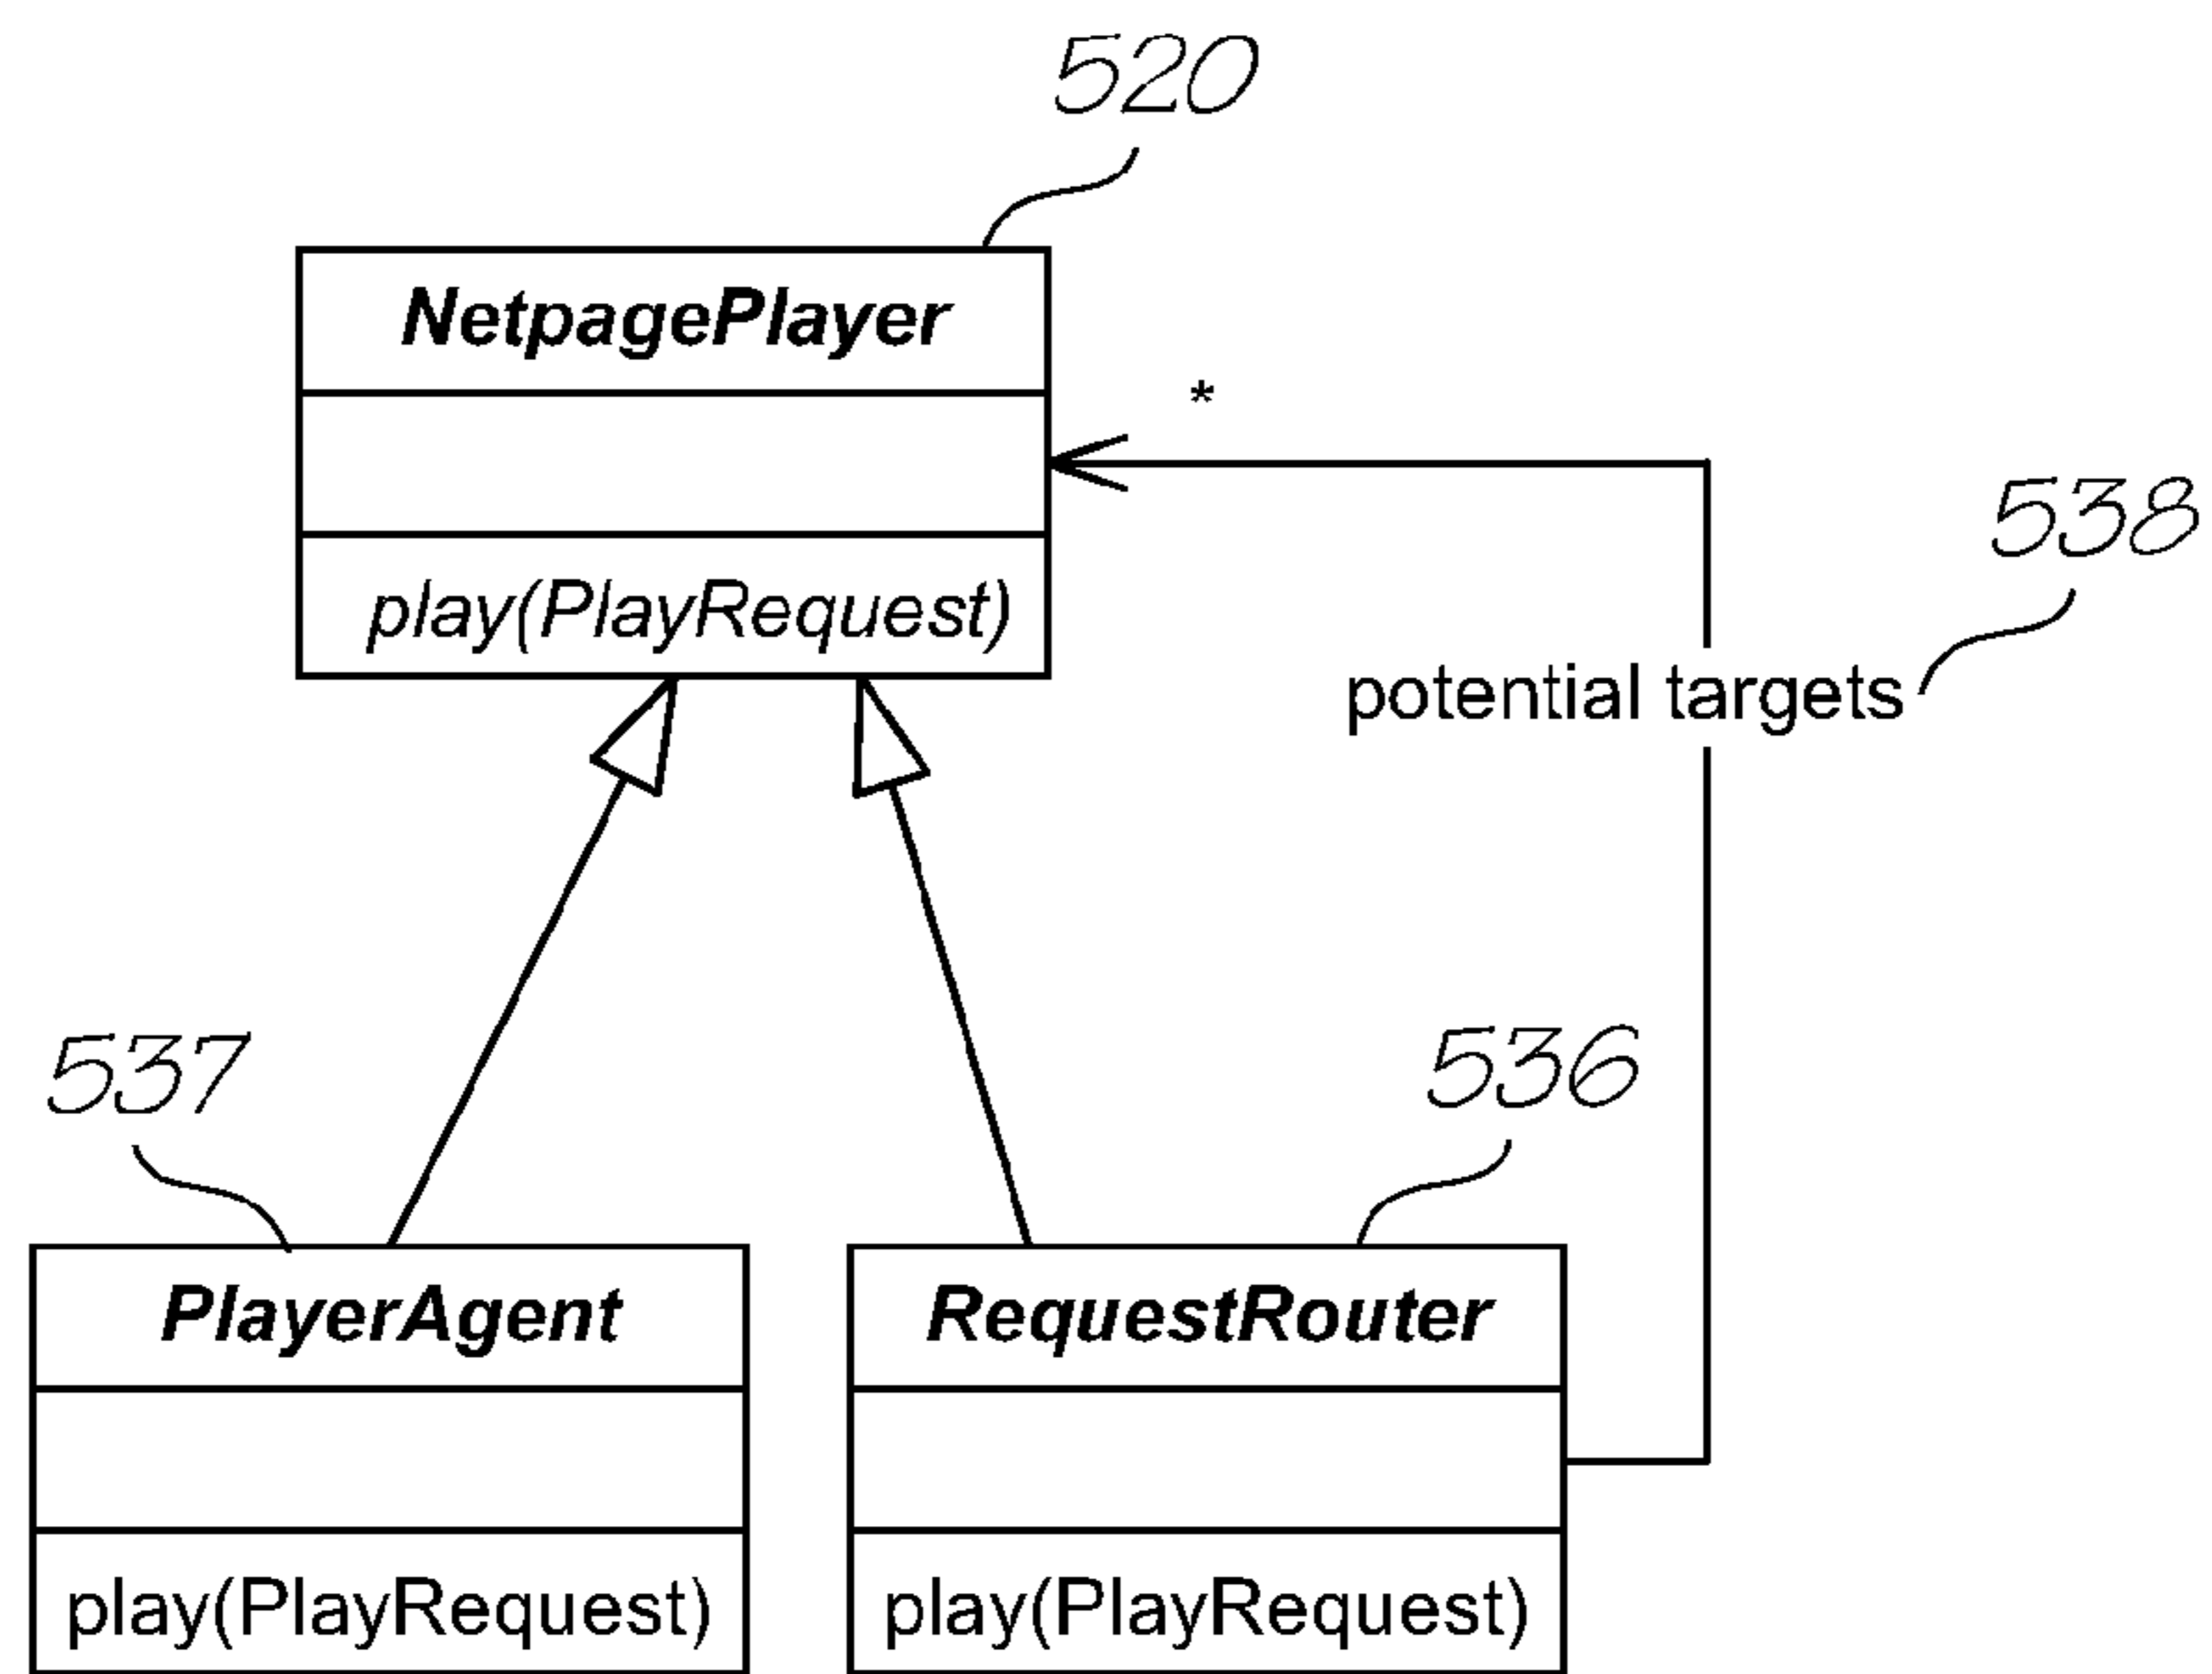 520
NetpagePlayer
*
play(PlayRequest)
538
potential targets
537
536
PlayerAgent
RequestRouter
play(PlayRequest)
play(PlayRequest)